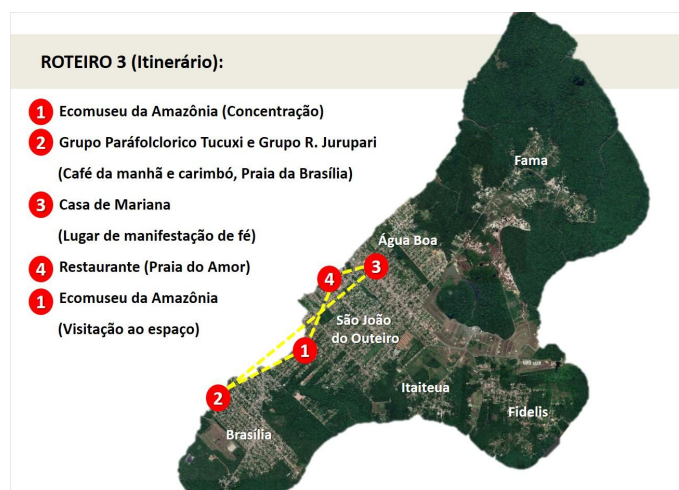 ROTEIRO 3 (Itinerário):
1 Ecomuseu da Amazônia (Concentração)
2 Grupo Paráfolclorico Tucuxi e Grupo R. Jurupari
(Café da manhã e carimbó, Praia da Brasília)
3 Casa de Mariana
(Lugar de manifestação de fé)
4 Restaurante (Praia do Amor)
1 Ecomuseu da Amazônia
(Visitação ao espaço)
Fama
Água Boa
3
4
São João
do Outeiro
1
Itaiteua
2
Fidelis
Brasília